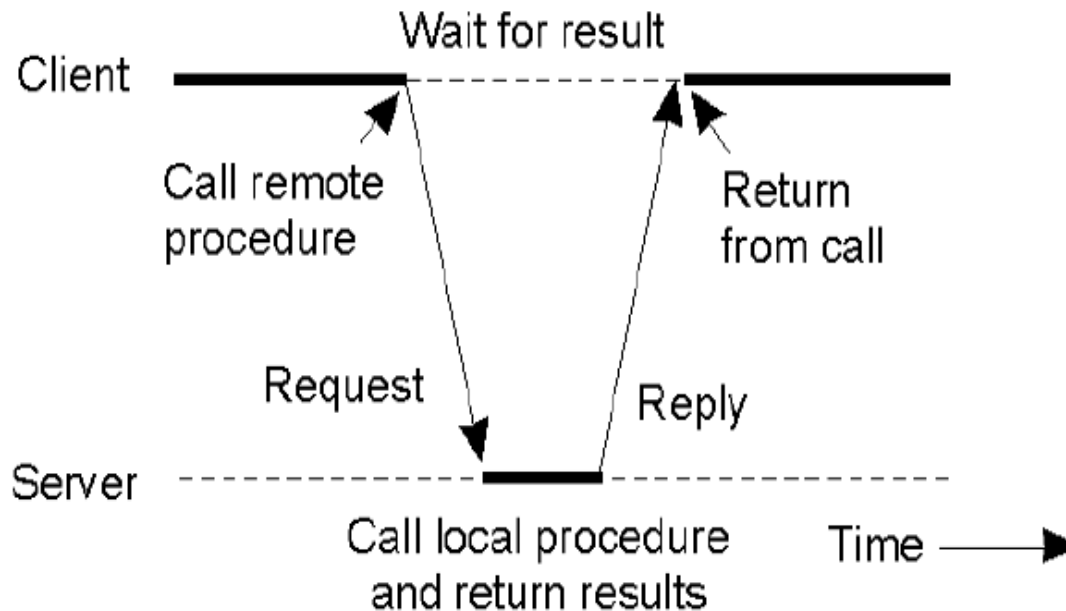 Wait for result
Client
Call remote
procedure
Return
from call
Request
Reply
Server
Call local procedure
and return results
Time